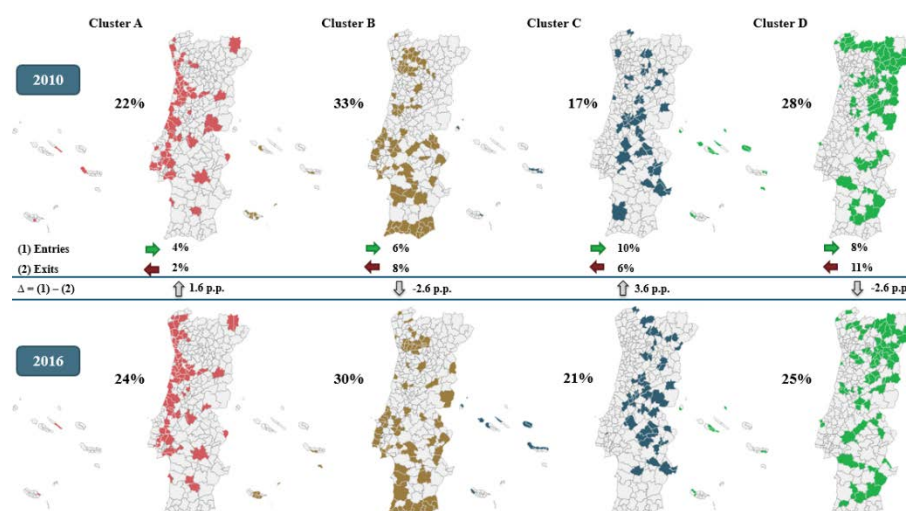 Cluster A Cluster B Cluster C Cluster D
2010
22% 33% 17% 28%
(1) Entries 4% 6% 10% 8%
(2) Exits 2% 8% 6% 11%
Δ = (1) – (2) 1.6 p.p. -2.6 p.p. 3.6 p.p. -2.6 p.p.
2016
24% 30% 21% 25%